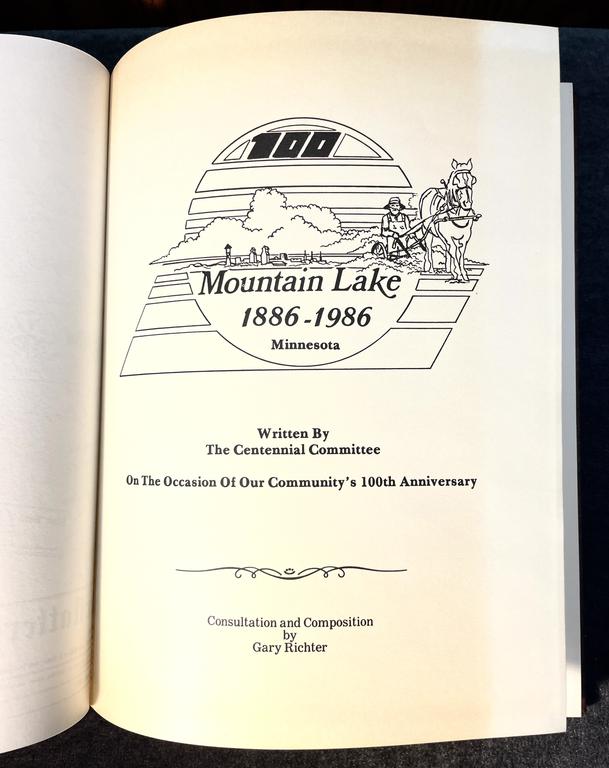 100
Mountain Lake
1886-1986
Minnesota
Written By
The Centennial Committee
On The Occasion Of Our Community's 100th Anniversary
Consultation and Composition
by
Gary Richter